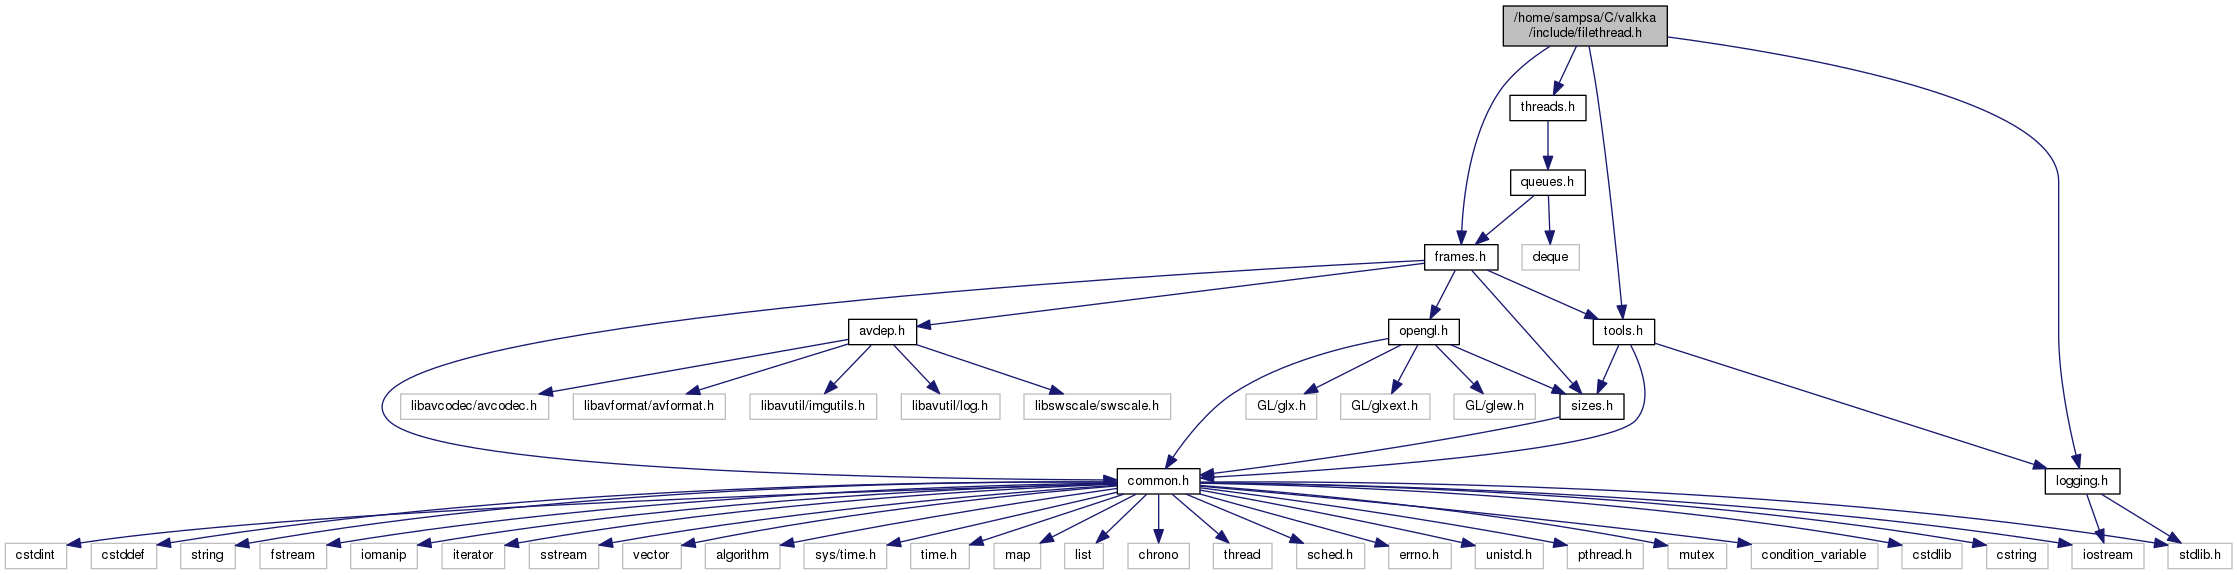 /home/sampsa/C/valkka
/include/filethread.h
threads.h
queues.h
frames.h
deque
avdep.h
opengl.h
tools.h
libavcodec/avcodec.h
libavformat/avformat.h
libavutil/imgutils.h
libavutil/log.h
libswscale/swscale.h
GL/glx.h
GL/glxext.h
GL/glew.h
sizes.h
common.h
logging.h
cstdint
cstddef
string
fstream
iomanip
iterator
sstream
vector
algorithm
sys/time.h
time.h
map
list
chrono
thread
sched.h
errno.h
unistd.h
pthread.h
mutex
condition_variable
cstdlib
cstring
iostream
stdlib.h